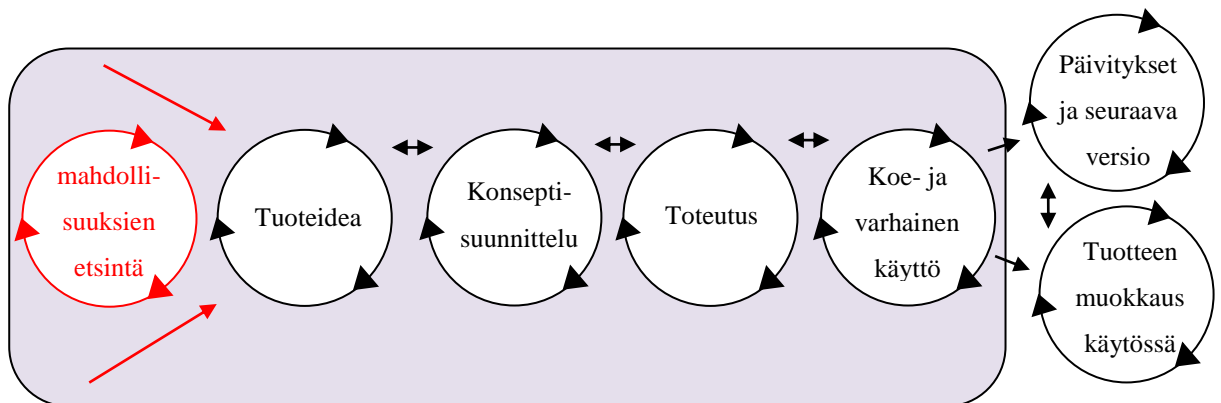 mahdolli-
suuksien
etsintä
Tuoteidea
Konsepti-
suunnittelu
Toteutus
Koe- ja
varhainen
käyttö
Päivitykset
ja seuraava
versio
Tuotteen
muokkaus
käytössä